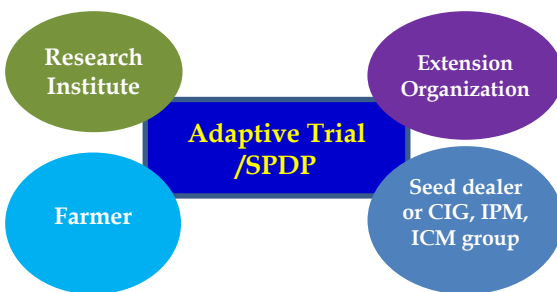 Research
Institute
Extension
Organization
Adaptive Trial
/SPDP
Farmer
Seed dealer
or CIG, IPM,
ICM group